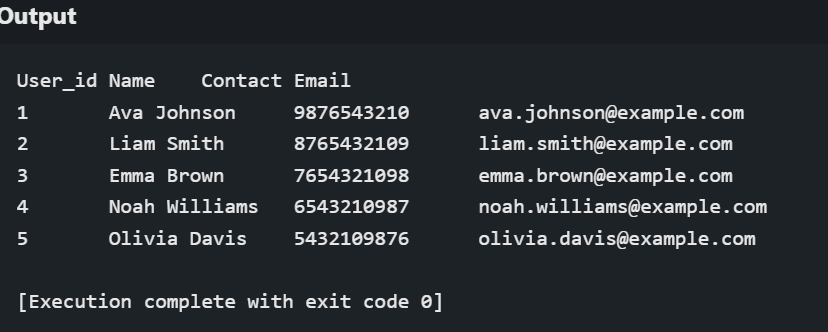 Output
User_id Name Contact Email
1 Ava Johnson 9876543210 ava.johnson@example.com
2 Liam Smith 8765432109 liam.smith@example.com
3 Emma Brown 7654321098 emma.brown@example.com
4 Noah Williams 6543210987 noah.williams@example.com
5 Olivia Davis 5432109876 olivia.davis@example.com
[Execution complete with exit code 0]